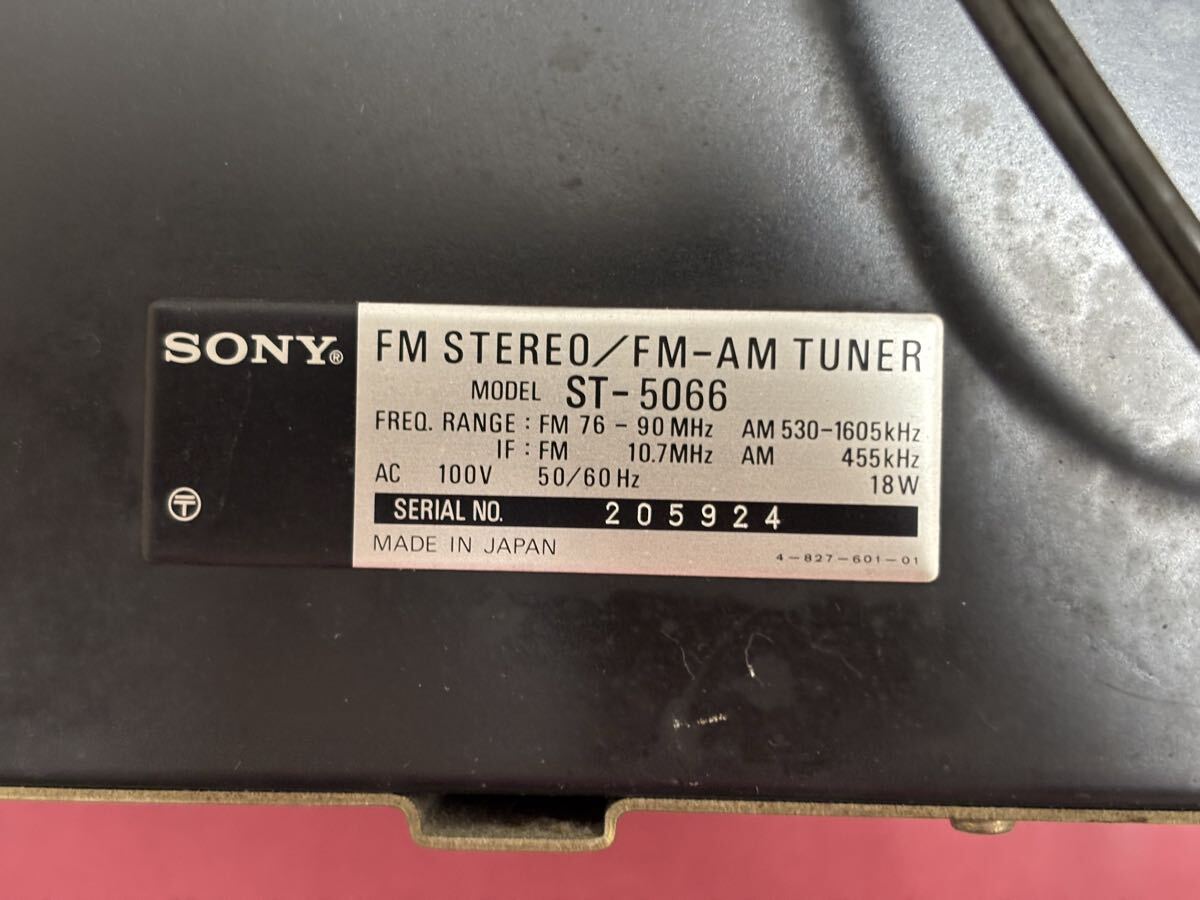 SONY®
FM STEREO/FM-AM TUNER
MODEL ST-5066
FREQ. RANGE : FM 76 - 90 MHz AM 530-1605kHz
IF : FM 10.7MHz AM 455kHz
AC 100V 50/60 Hz 18W
SERIAL NO. 205924
MADE IN JAPAN 4-827-601-01
〒